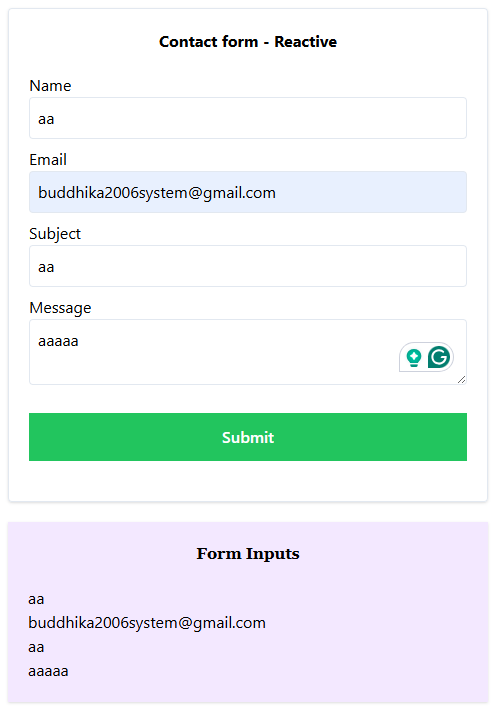 Contact form - Reactive
Name
aa
Email
buddhika2006system@gmail.com
Subject
aa
Message
aaaaa
Submit
Form Inputs
aa
buddhika2006system@gmail.com
aa
aaaaa